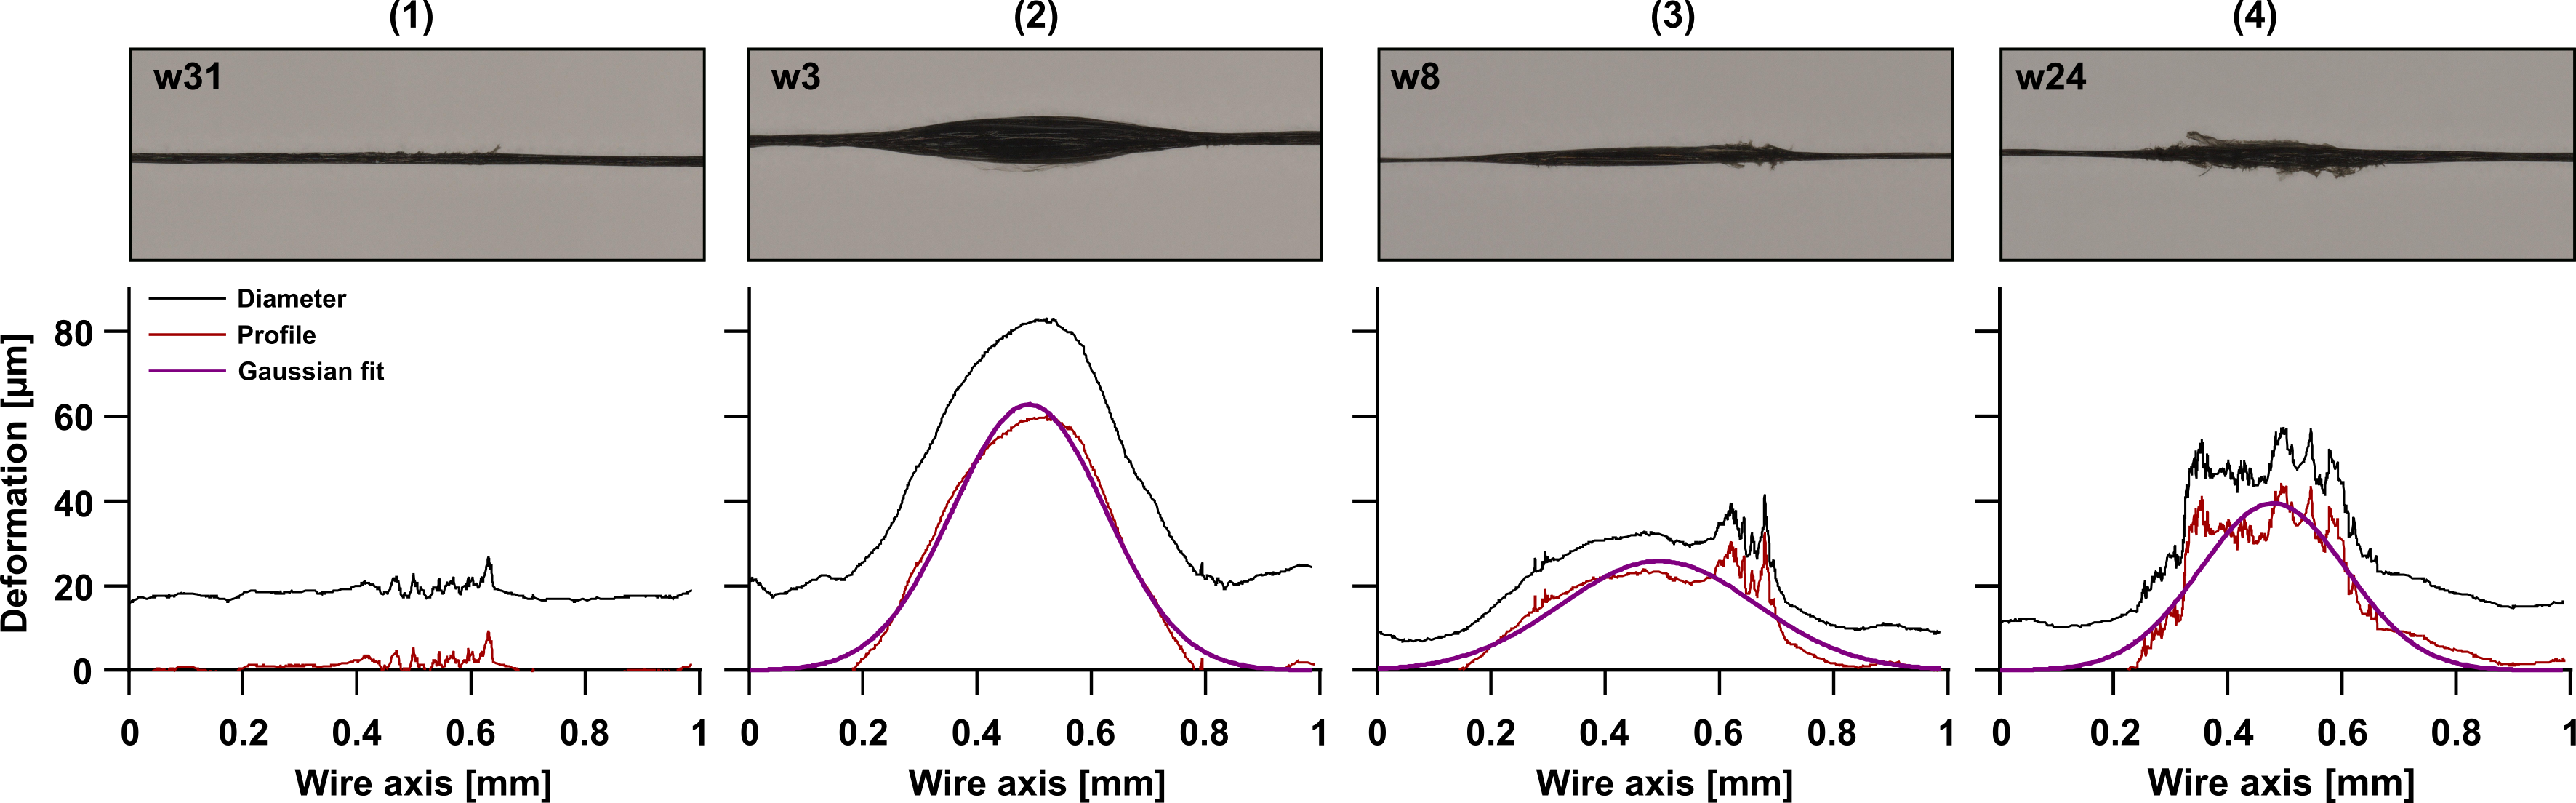 (1) (2) (3) (4)
w31 w3 w8 w24
Diameter
Profile
Gaussian fit
Deformation [µm]
80
60
40
20
0
0 0.2 0.4 0.6 0.8 1
0 0.2 0.4 0.6 0.8 1
0 0.2 0.4 0.6 0.8 1
0 0.2 0.4 0.6 0.8 1
Wire axis [mm] Wire axis [mm] Wire axis [mm] Wire axis [mm]